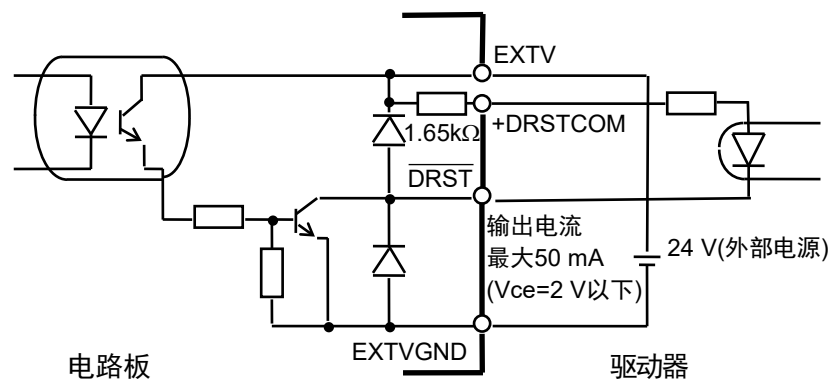 EXTV
+DRSTCOM
1.65kΩ
DRST
输出电流
最大50 mA
(Vce=2 V以下)
24 V(外部电源)
EXTVGND
电路板
驱动器